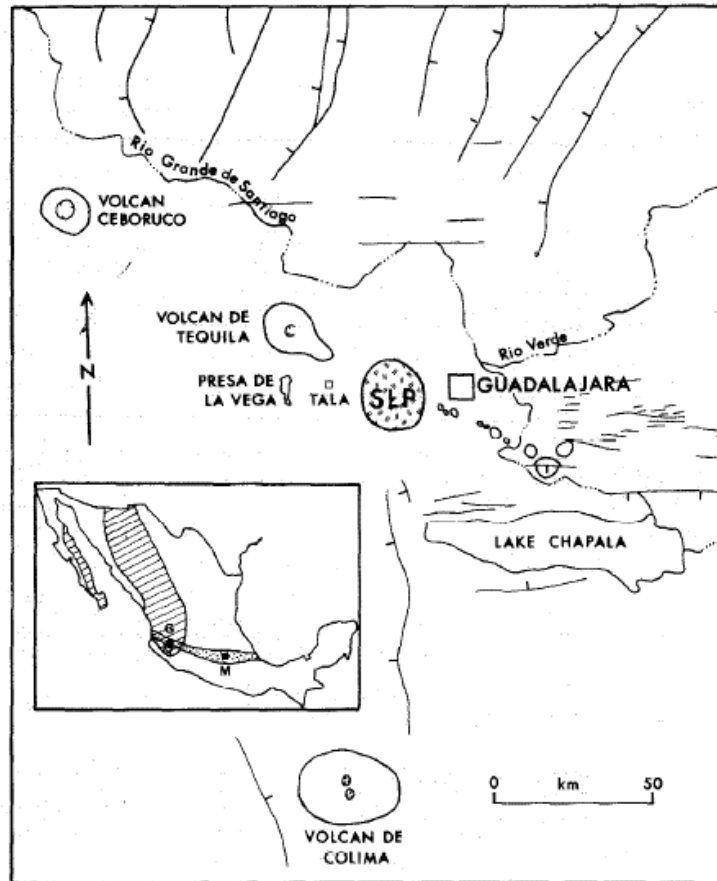 Rio Grande de Santiago
VOLCAN
CEBORUCO
VOLCAN DE
TEQUILA
C
Rio Verde
N
PRESA DE
LA VEGA
TALA
SLP
GUADALAJARA
T
LAKE CHAPALA
G
M
0 km 50
VOLCAN DE
COLIMA